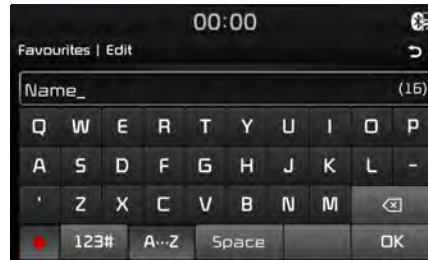 00:00
Favourites | Edit
Name_ (16)
Q W E R T Y U I O P
A S D F G H J K L -
' Z X C V B N M
123# A...Z Space OK